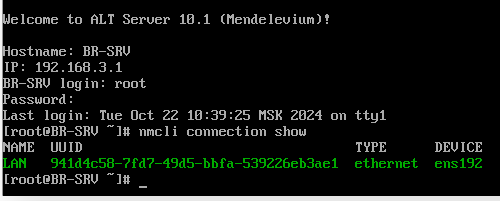 Welcome to ALT Server 10.1 (Mendelevium)!
Hostname: BR-SRV
IP: 192.168.3.1
BR-SRV login: root
Password:
Last login: Tue Oct 22 10:39:25 MSK 2024 on tty1
[root@BR-SRV ~]# nmcli connection show
NAME  UUID                                  TYPE      DEVICE
LAN   941d4c58-7fd7-49d5-bbfa-539226eb3ae1  ethernet  ens192
[root@BR-SRV ~]# _